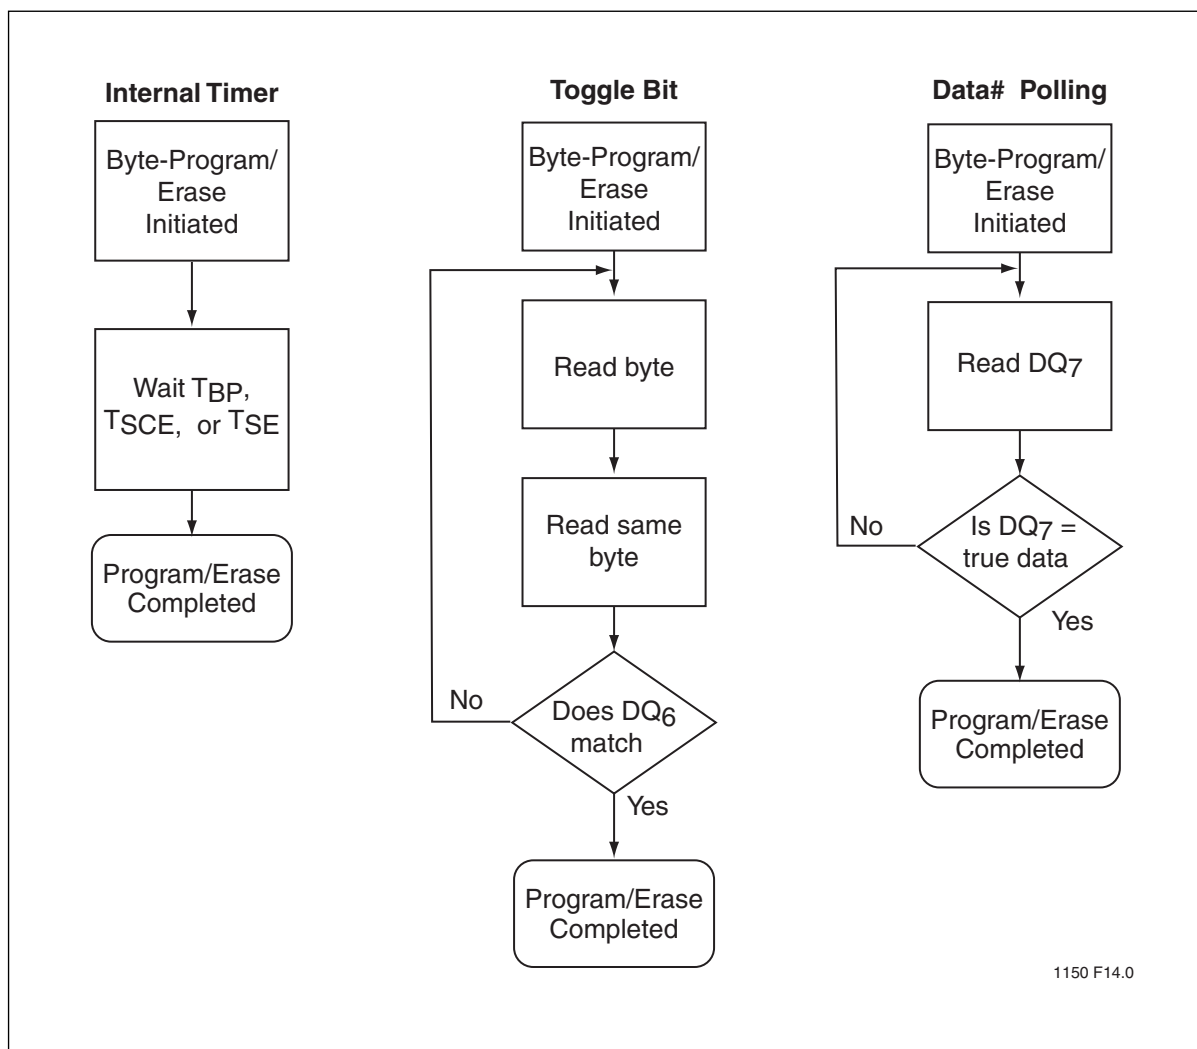 Internal Timer
Byte-Program/
Erase
Initiated
Wait TBP,
TSCE, or TSE
Program/Erase
Completed
Toggle Bit
Byte-Program/
Erase
Initiated
Read byte
Read same
byte
No
Does DQ6
match
Yes
Program/Erase
Completed
Data# Polling
Byte-Program/
Erase
Initiated
Read DQ7
No
Is DQ7 =
true data
Yes
Program/Erase
Completed
1150 F14.0